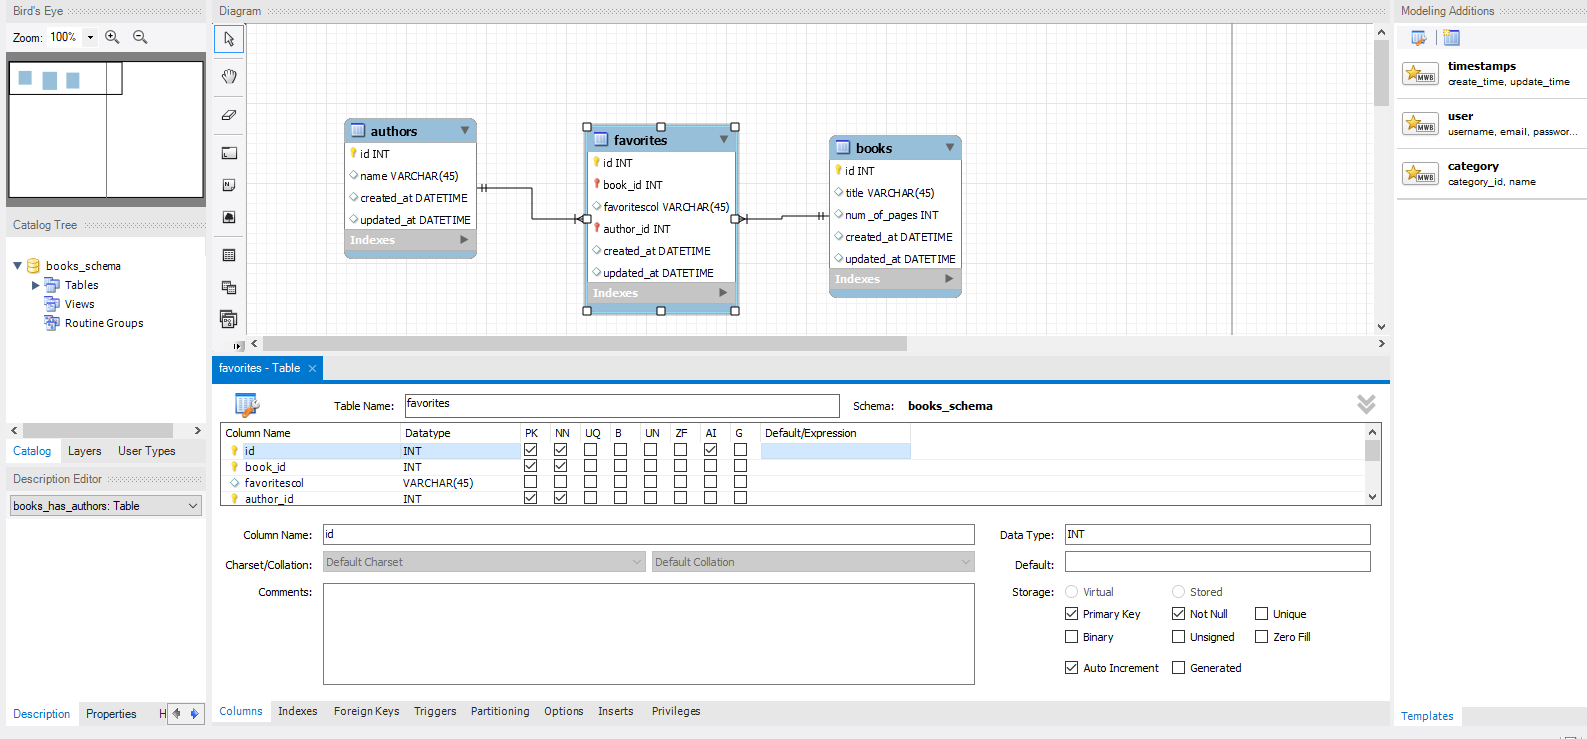 Bird's Eye
Zoom: 100%
Catalog Tree
books_schema
Tables
Views
Routine Groups
Catalog Layers User Types
Description Editor
books_has_authors: Table
Description Properties H
Diagram
authors
id INT
name VARCHAR(45)
created_at DATETIME
updated_at DATETIME
Indexes
favorites
id INT
book_id INT
favoritescol VARCHAR(45)
author_id INT
created_at DATETIME
updated_at DATETIME
Indexes
books
id INT
title VARCHAR(45)
num _of_pages INT
created_at DATETIME
updated_at DATETIME
Indexes
favorites - Table
Table Name: favorites Schema: books_schema
Column Name Datatype PK NN UQ B UN ZF AI G Default/Expression
id INT
book_id INT
favoritescol VARCHAR(45)
author_id INT
Column Name: id Data Type: INT
Charset/Collation: Default Charset Default Collation Default:
Comments: Storage: Virtual Stored
Primary Key Not Null Unique
Binary Unsigned Zero Fill
Auto Increment Generated
Columns Indexes Foreign Keys Triggers Partitioning Options Inserts Privileges
Modeling Additions
MWB timestamps
create_time, update_time
MWB user
username, email, passwor...
MWB category
category_id, name
Templates